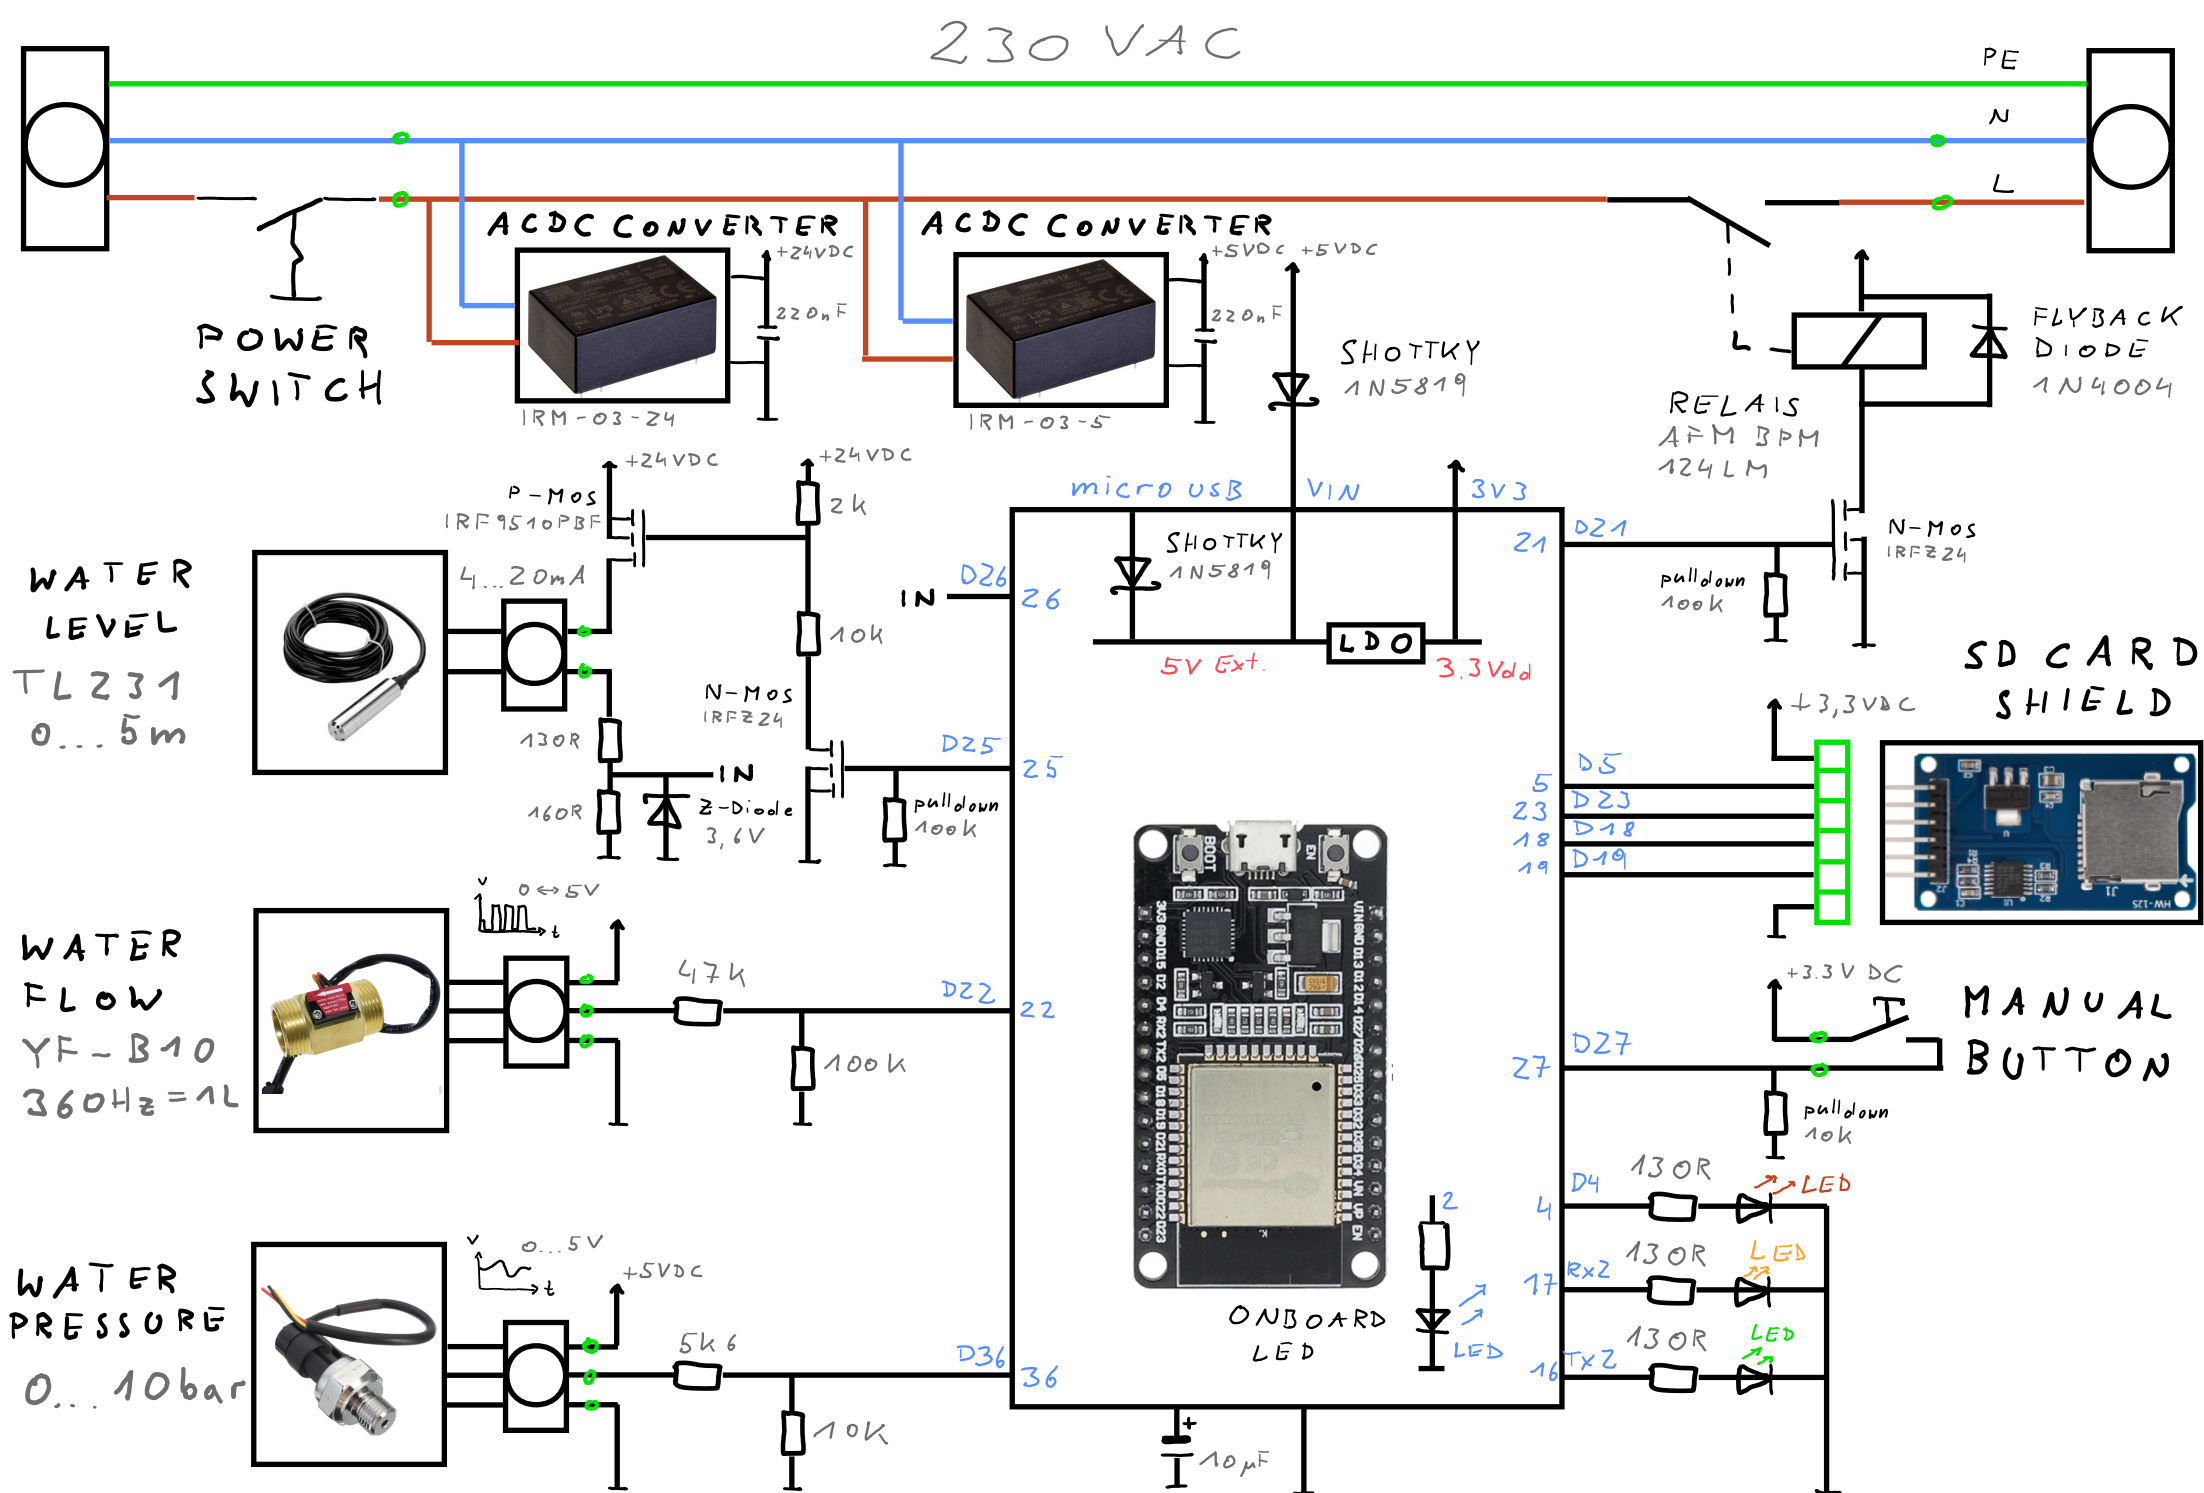 230 VAC
PE
N
L
POWER
SWITCH
ACDC CONVERTER
+24VDC
220nF
IRM-03-24
ACDC CONVERTER
+5VDC
220nF
IRM-03-5
+5VDC
SHOTTKY
1N5819
FLYBACK
DIODE
1N4004
RELAIS
AFM BPM
124LM
WATER
LEVEL
TL231
0...5m
4...20mA
P-MOS
IRF9510PBF
+24VDC
+24VDC
2k
10k
N-MOS
IRFZ24
130R
160R
IN
Z-Diode
3,6V
pulldown
100k
IN
D26
26
D25
25
micro USB
VIN
3V3
SHOTTKY
1N5819
LDO
5V Ext.
3.3Vdd
21
D21
pulldown
100k
N-MOS
IRFZ24
SD CARD
SHIELD
+3,3VDC
5
D5
23
D23
18
D18
19
D19
J1
HW-125
WATER
FLOW
YF-B10
360Hz=1L
V
0↔5V
t
47k
100k
D22
22
BOOT
EN
+3.3V DC
MANUAL
BUTTON
27
D27
pulldown
10k
WATER
PRESSURE
0...10bar
V
0...5V
t
+5VDC
5k6
10k
D36
36
10µF
2
LED
ONBOARD
LED
4
D4
130R
LED
17
Rx2
130R
LED
16
Tx2
130R
LED